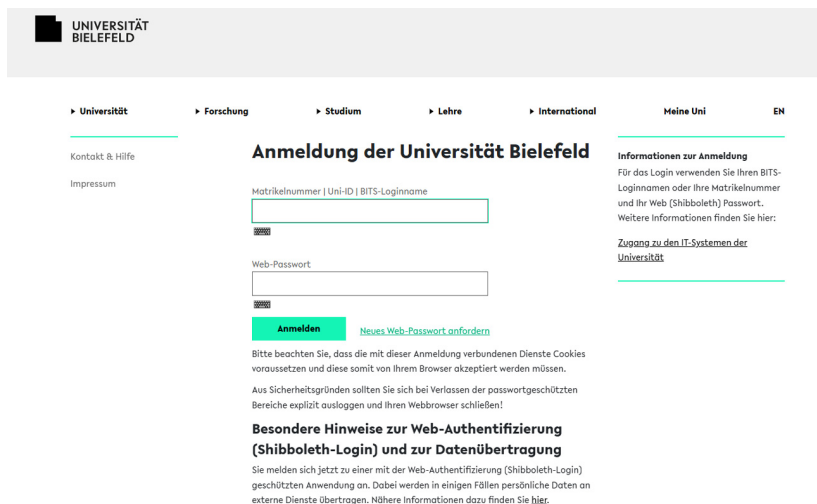 UNIVERSITÄT
BIELEFELD
Universität
Forschung
Studium
Lehre
International
Meine Uni
EN
Kontakt & Hilfe
Impressum
Anmeldung der Universität Bielefeld
Matrikelnummer | Uni-ID | BITS-Loginname
Web-Passwort
Anmelden
Neues Web-Passwort anfordern
Bitte beachten Sie, dass die mit dieser Anmeldung verbundenen Dienste Cookies
voraussetzen und diese somit von Ihrem Browser akzeptiert werden müssen.
Aus Sicherheitsgründen sollten Sie sich bei Verlassen der passwortgeschützten
Bereiche explizit ausloggen und Ihren Webbrowser schließen!
Besondere Hinweise zur Web-Authentifizierung
(Shibboleth-Login) und zur Datenübertragung
Sie melden sich jetzt zu einer mit der Web-Authentifizierung (Shibboleth-Login)
geschützten Anwendung an. Dabei werden in einigen Fällen persönliche Daten an
externe Dienste übertragen. Nähere Informationen dazu finden Sie hier.
Informationen zur Anmeldung
Für das Login verwenden Sie Ihren BITS-
Loginnamen oder Ihre Matrikelnummer
und Ihr Web (Shibboleth) Passwort.
Weitere Informationen finden Sie hier:
Zugang zu den IT-Systemen der
Universität